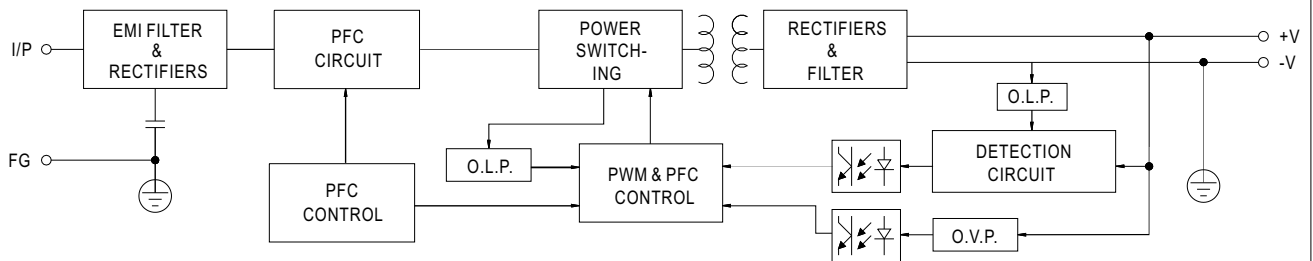 I/P
EMI FILTER
&
RECTIFIERS
PFC
CIRCUIT
POWER
SWITCH-
ING
RECTIFIERS
&
FILTER
+V
-V
O.L.P.
FG
O.L.P.
PFC
CONTROL
PWM & PFC
CONTROL
DETECTION
CIRCUIT
O.V.P.